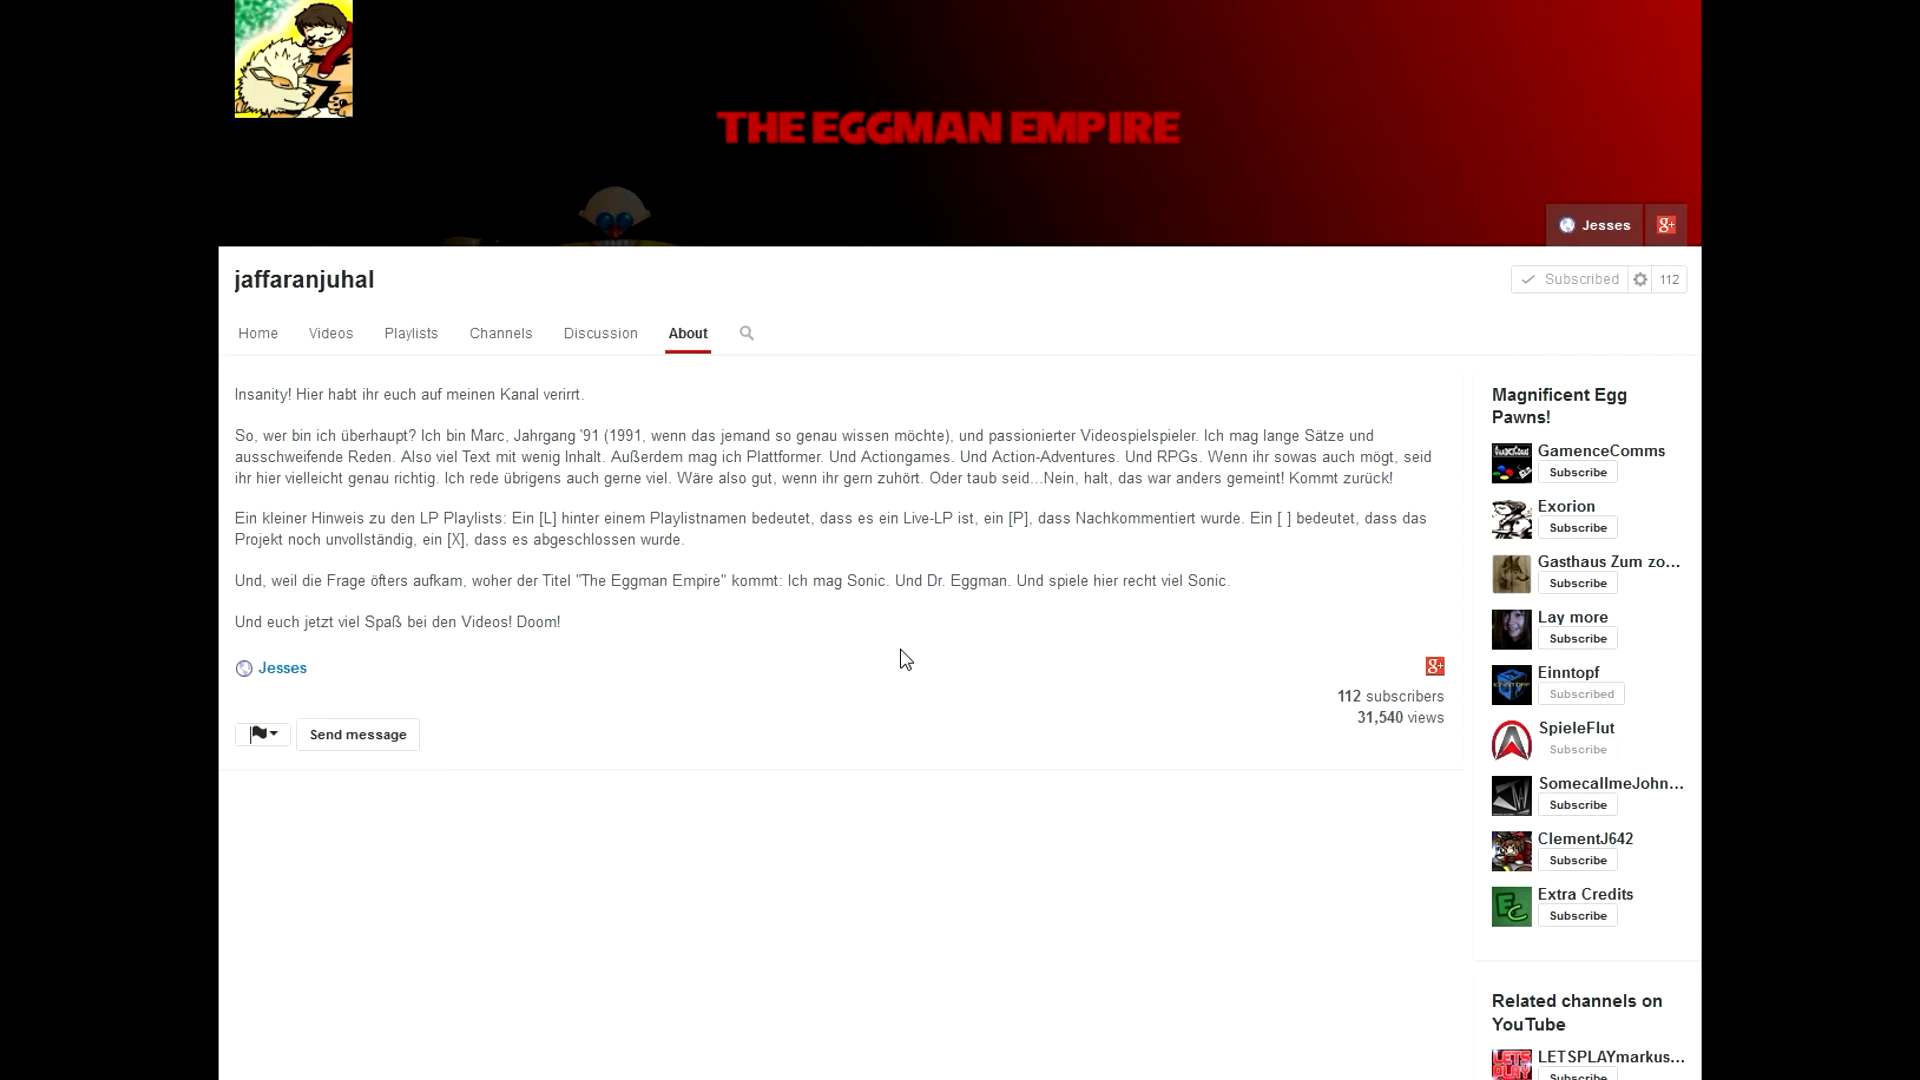 THE EGGMAN EMPIRE
Jesses
g+
jaffaranjuhal
Subscribed 112
Home Videos Playlists Channels Discussion About
Insanity! Hier habt ihr euch auf meinen Kanal verirrt.
So, wer bin ich überhaupt? Ich bin Marc, Jahrgang '91 (1991, wenn das jemand so genau wissen möchte), und passionierter Videospielspieler. Ich mag lange Sätze und
ausschweifende Reden. Also viel Text mit wenig Inhalt. Außerdem mag ich Plattformer. Und Actiongames. Und Action-Adventures. Und RPGs. Wenn ihr sowas auch mögt, seid
ihr hier vielleicht genau richtig. Ich rede übrigens auch gerne viel. Wäre also gut, wenn ihr gern zuhört. Oder taub seid...Nein, halt, das war anders gemeint! Kommt zurück!
Ein kleiner Hinweis zu den LP Playlists: Ein [L] hinter einem Playlistnamen bedeutet, dass es ein Live-LP ist, ein [P], dass Nachkommentiert wurde. Ein [ ] bedeutet, dass das
Projekt noch unvollständig, ein [X], dass es abgeschlossen wurde.
Und, weil die Frage öfters aufkam, woher der Titel "The Eggman Empire" kommt: Ich mag Sonic. Und Dr. Eggman. Und spiele hier recht viel Sonic.
Und euch jetzt viel Spaß bei den Videos! Doom!
Jesses
g+
112 subscribers
31,540 views
Send message
Magnificent Egg
Pawns!
GamenceComms
Subscribe
Exorion
Subscribe
Gasthaus Zum zo...
Subscribe
Lay more
Subscribe
Einntopf
Subscribed
SpieleFlut
Subscribe
SomecallmeJohn...
Subscribe
ClementJ642
Subscribe
Extra Credits
Subscribe
Related channels on
YouTube
LETSPLAYmarkus...
LETS
PLAY
Subscribe